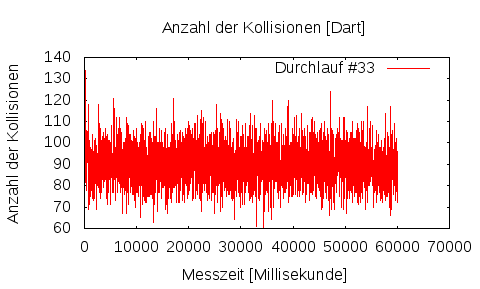 Anzahl der Kollisionen [Dart]
Durchlauf #33
Anzahl der Kollisionen
140
130
120
110
100
90
80
70
60
0 10000 20000 30000 40000 50000 60000 70000
Messzeit [Millisekunde]